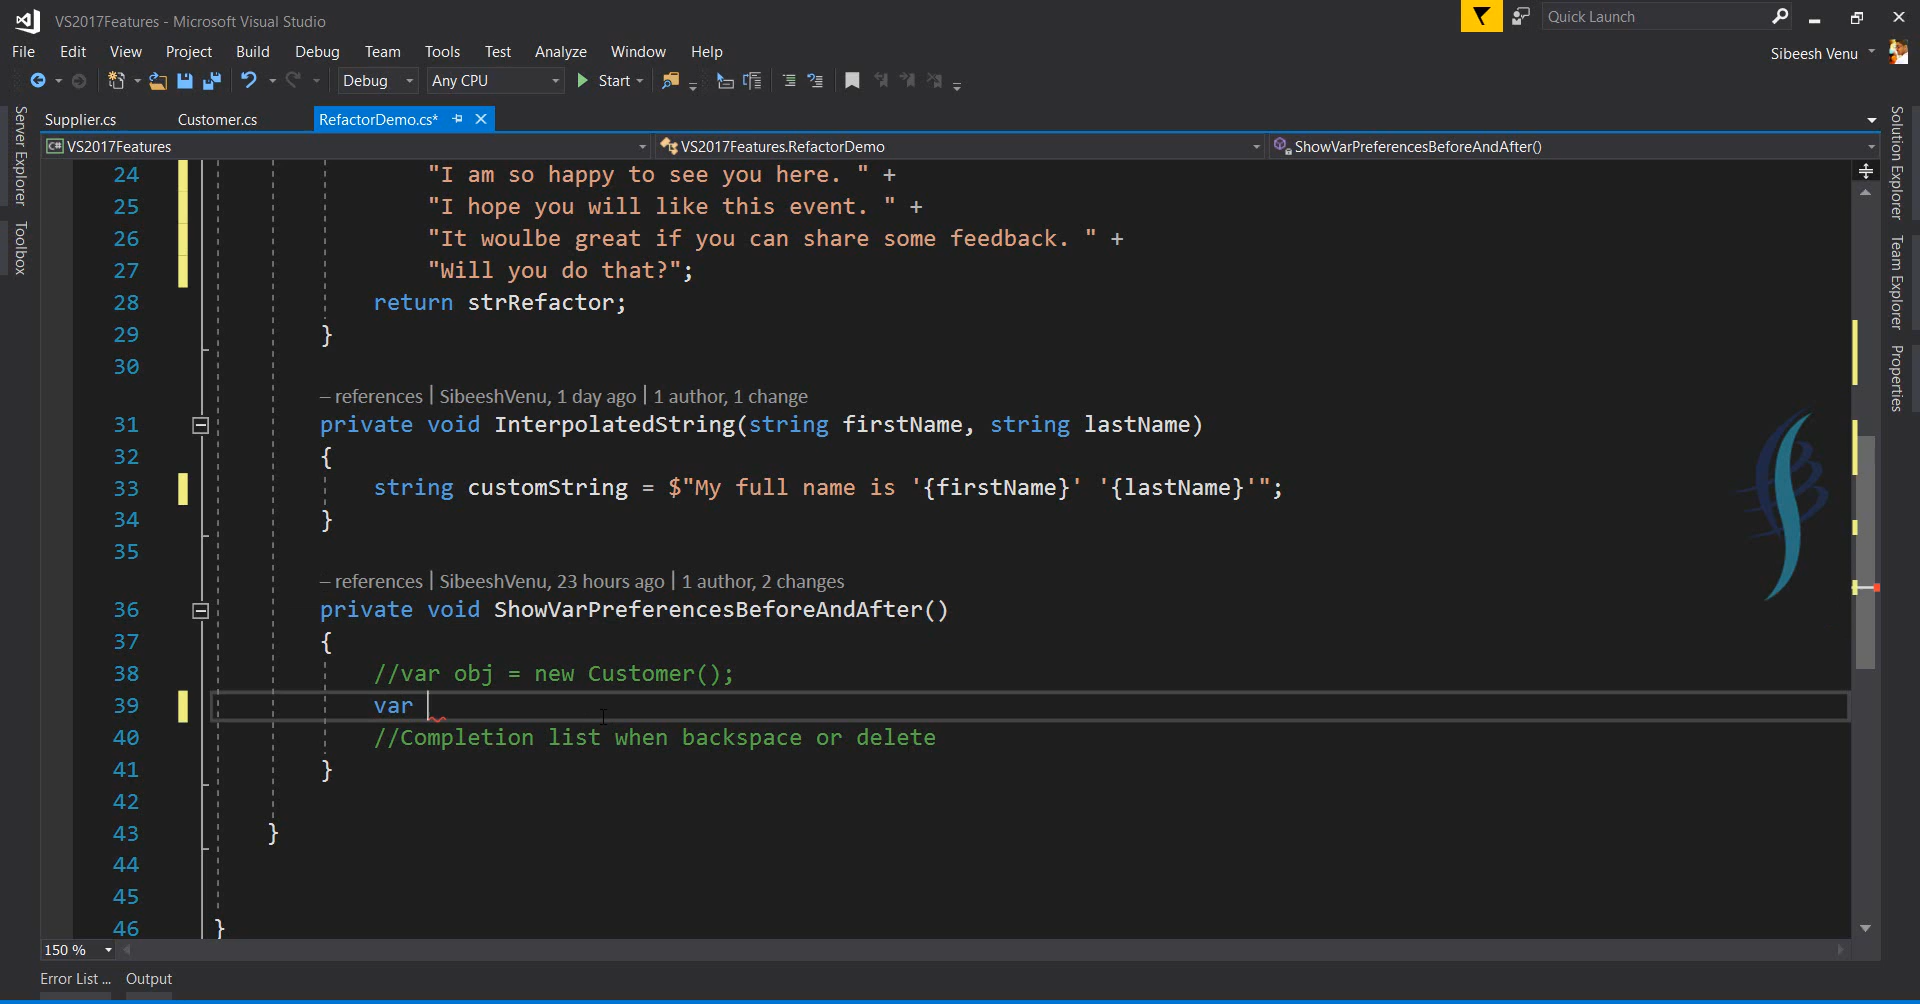 VS2017Features - Microsoft Visual Studio
Quick Launch
File Edit View Project Build Debug Team Tools Test Analyze Window Help
Sibeesh Venu
Debug Any CPU Start
Supplier.cs Customer.cs RefactorDemo.cs*
C# VS2017Features VS2017Features.RefactorDemo ShowVarPreferencesBeforeAndAfter()
Server Explorer
Toolbox
Solution Explorer
Team Explorer
Properties
24 "I am so happy to see you here. " +
25 "I hope you will like this event. " +
26 "It woulbe great if you can share some feedback. " +
27 "Will you do that?";
28 return strRefactor;
29 }
30
– references | SibeeshVenu, 1 day ago | 1 author, 1 change
31 private void InterpolatedString(string firstName, string lastName)
32 {
33 string customString = $"My full name is '{firstName}' '{lastName}'";
34 }
35
– references | SibeeshVenu, 23 hours ago | 1 author, 2 changes
36 private void ShowVarPreferencesBeforeAndAfter()
37 {
38 //var obj = new Customer();
39 var
40 //Completion list when backspace or delete
41 }
42
43 }
44
45
46 }
150 %
Error List ... Output